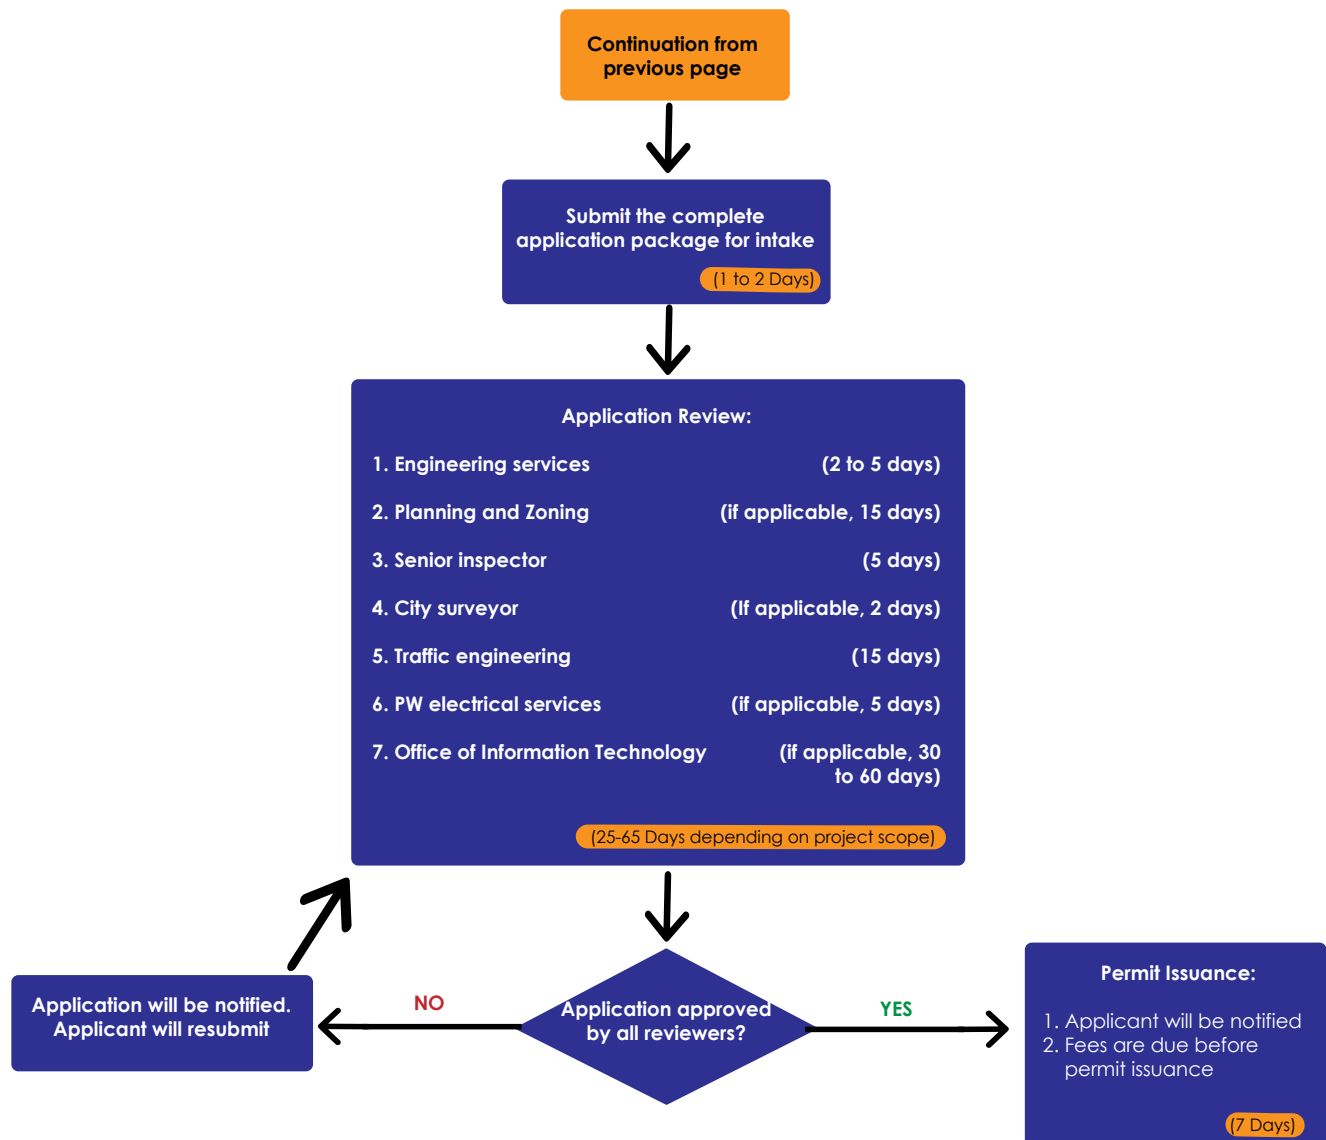 Continuation from
previous page
Submit the complete
application package for intake
(1 to 2 Days)
Application Review:
1. Engineering services (2 to 5 days)
2. Planning and Zoning (if applicable, 15 days)
3. Senior inspector (5 days)
4. City surveyor (If applicable, 2 days)
5. Traffic engineering (15 days)
6. PW electrical services (if applicable, 5 days)
7. Office of Information Technology (if applicable, 30
to 60 days)
(25-65 Days depending on project scope)
Application will be notified.
Applicant will resubmit
NO
Application approved
by all reviewers?
YES
Permit Issuance:
1. Applicant will be notified
2. Fees are due before
permit issuance
(7 Days)